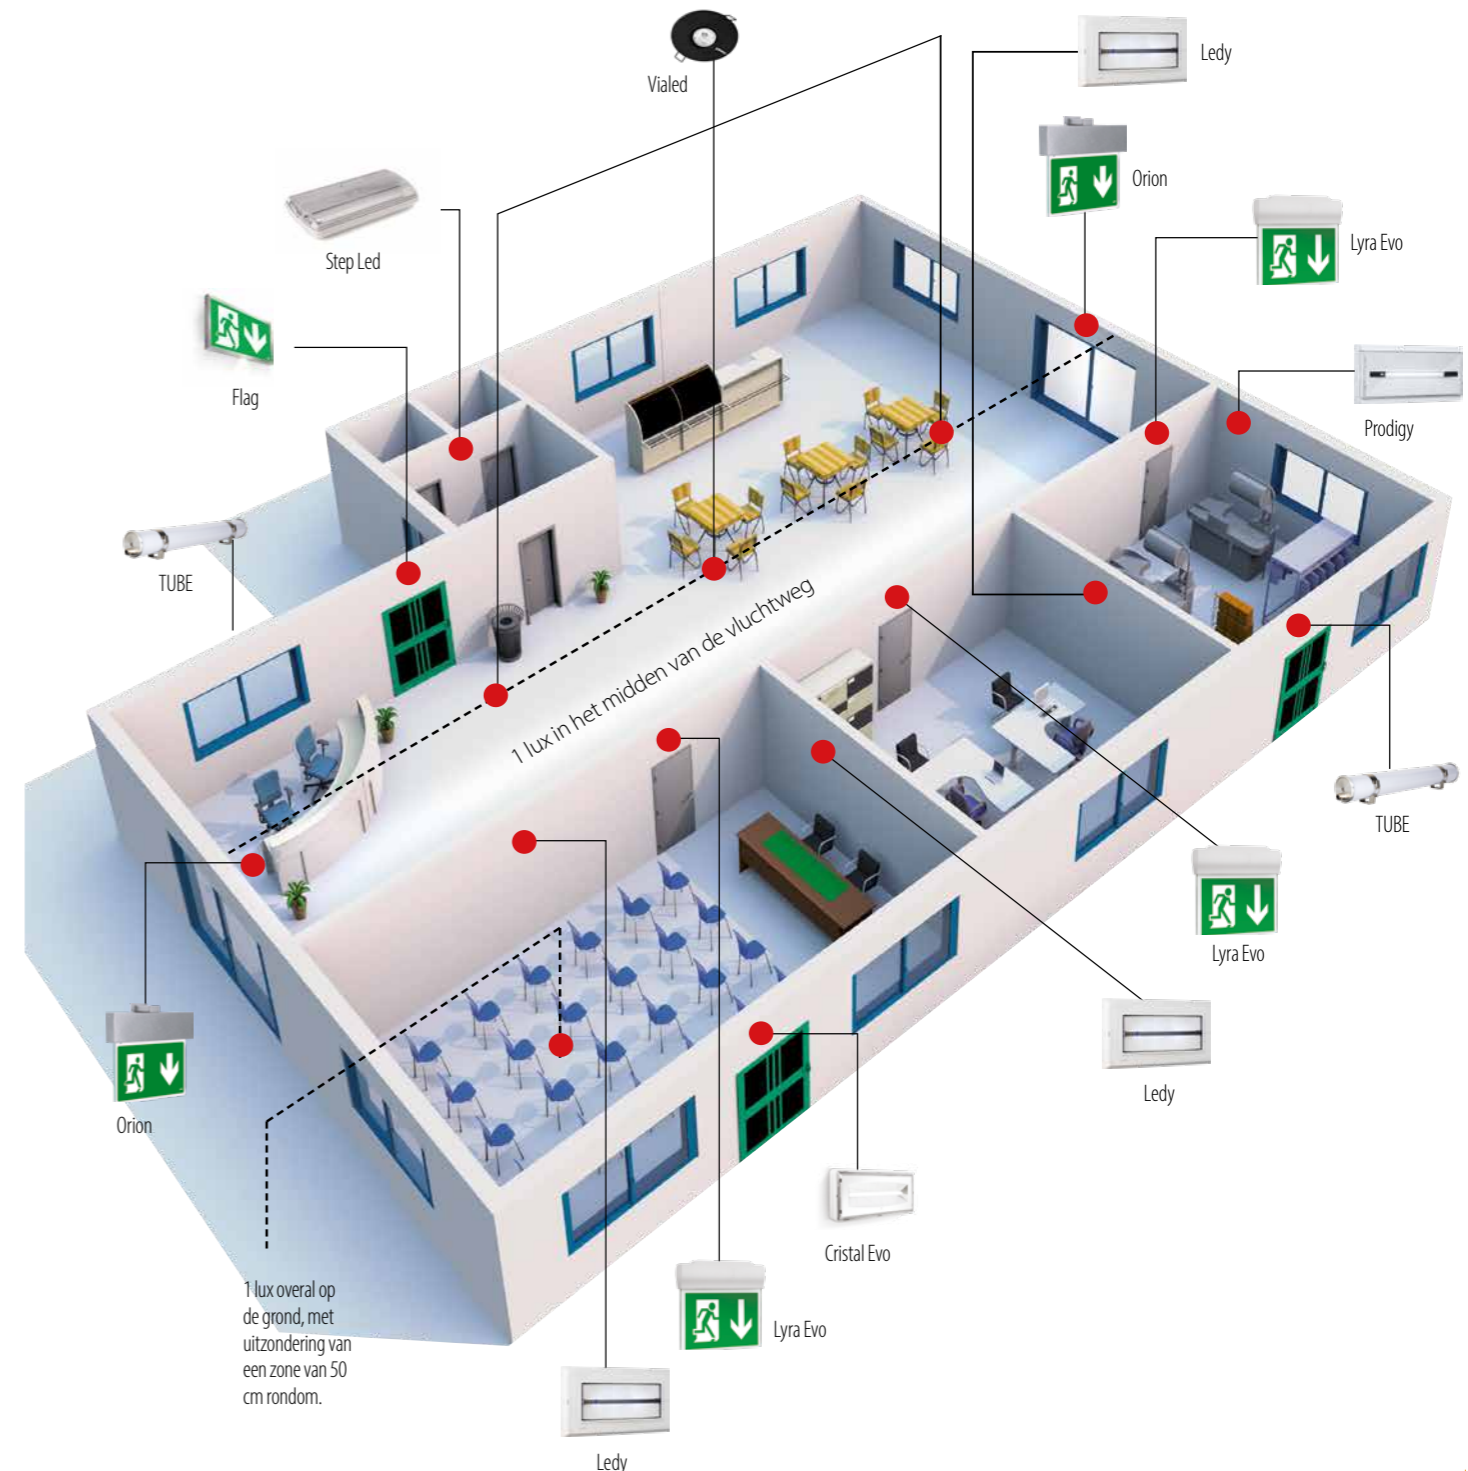 Vialed
Ledy
Orion
Lyra Evo
Step Led
Flag
Prodigy
TUBE
1 lux in het midden van de vluchtweg
TUBE
Lyra Evo
Ledy
Orion
Cristal Evo
1 lux overal op
de grond, met
uitzondering van
een zone van 50
cm rondom.
Lyra Evo
Ledy